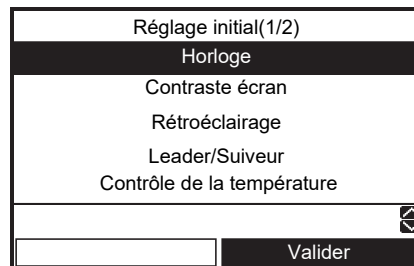 Réglage initial(1/2)
Horloge
Contraste écran
Rétroéclairage
Leader/Suiveur
Contrôle de la température
Valider